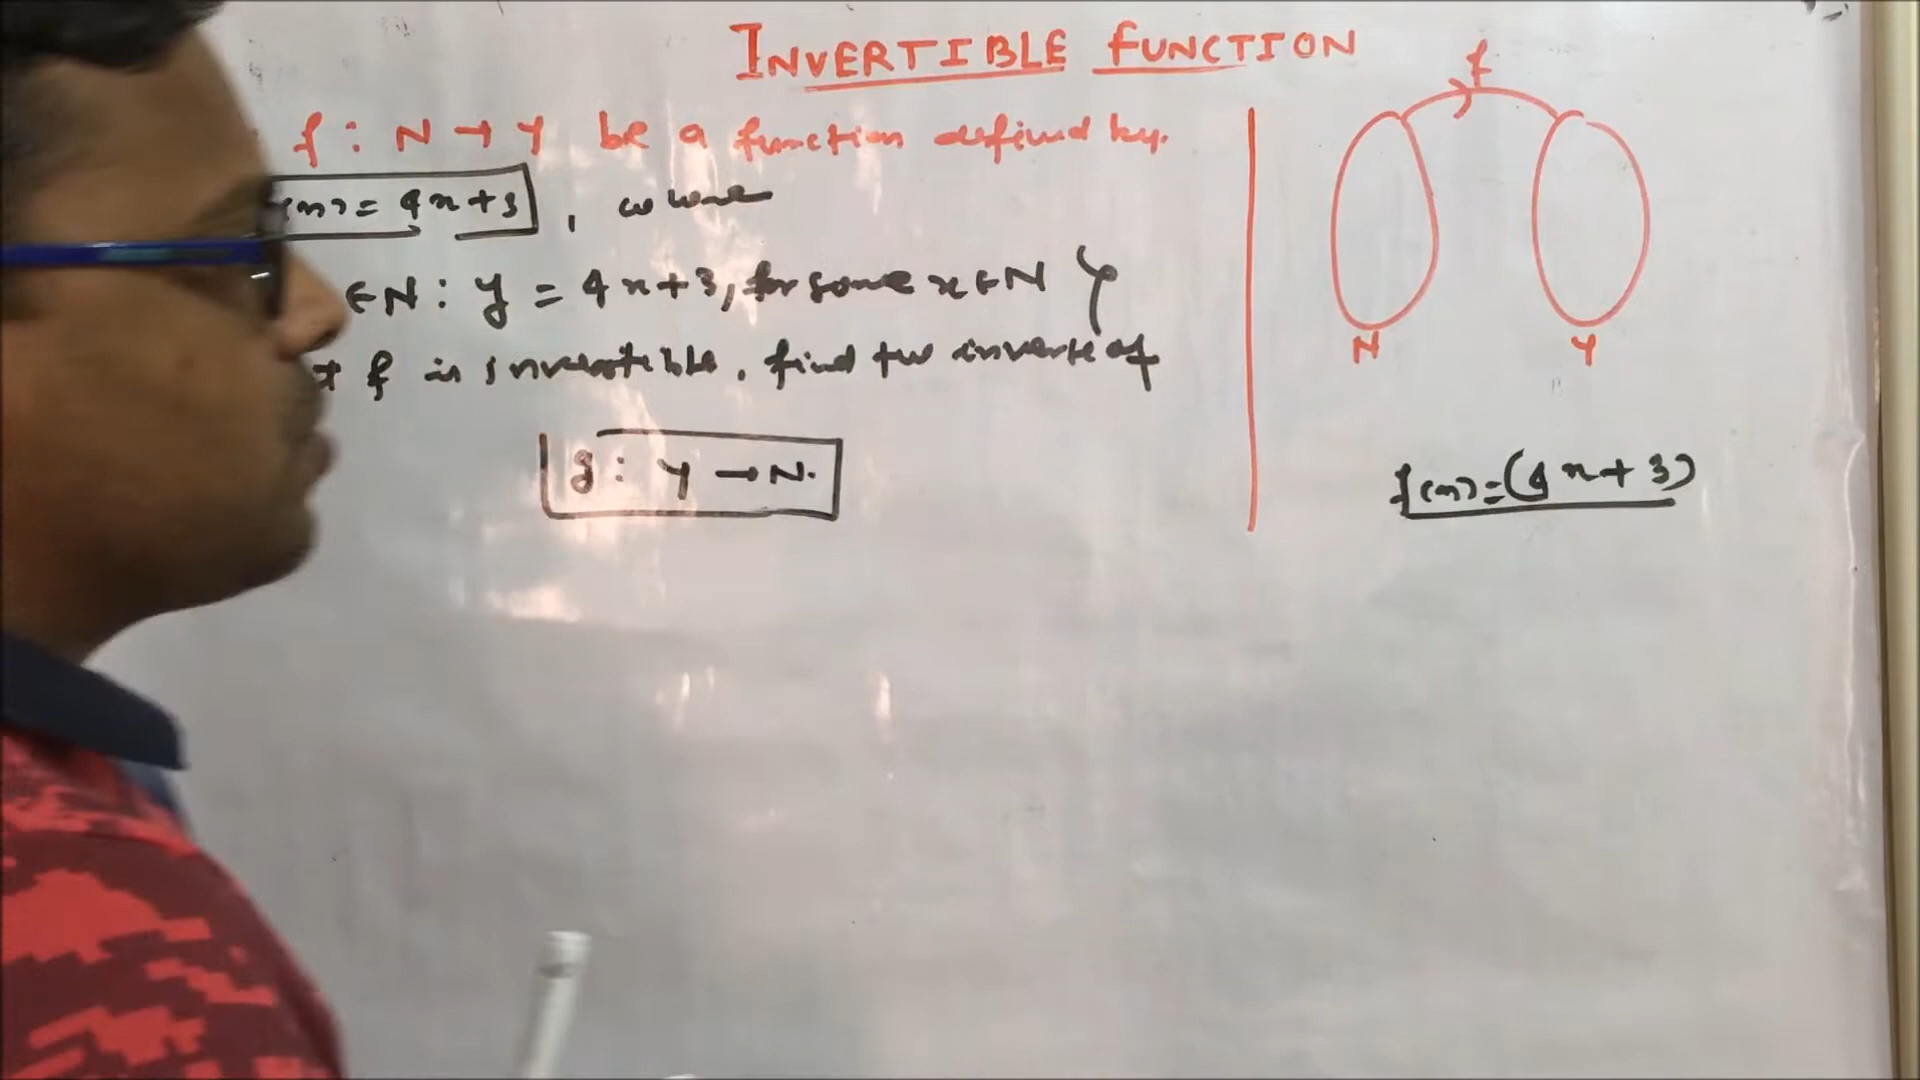 INVERTIBLE FUNCTION
f : N → Y be a function defined by.
(x) = 4x+3 , where
∈ N : y = 4x+3, for some x ∈ N }
f is invertible. find the inverse of
g : Y → N.
f
N Y
f(x) = (4x + 3)